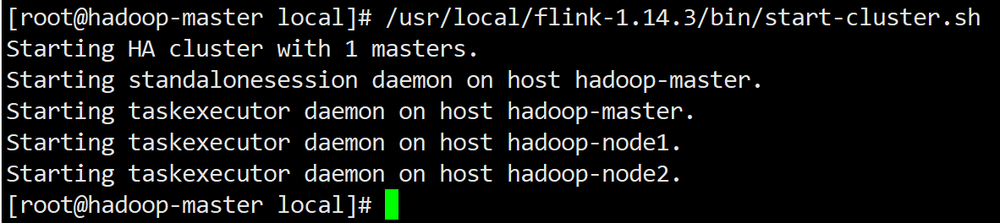 [root@hadoop-master local]# /usr/local/flink-1.14.3/bin/start-cluster.sh
Starting HA cluster with 1 masters.
Starting standalonesession daemon on host hadoop-master.
Starting taskexecutor daemon on host hadoop-master.
Starting taskexecutor daemon on host hadoop-node1.
Starting taskexecutor daemon on host hadoop-node2.
[root@hadoop-master local]#